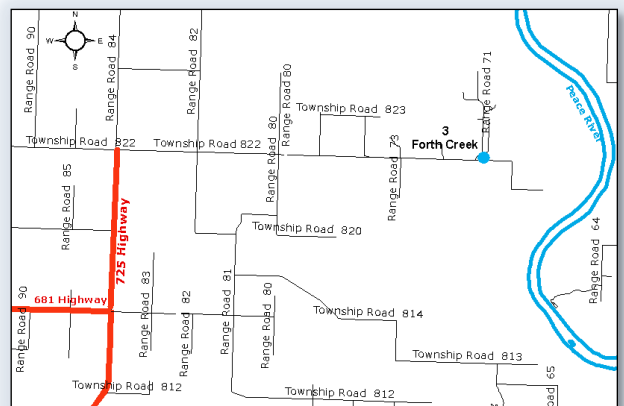 N
W
E
S
Range Road 90
Range Road 84
Range Road 82
Range Road 80
Range Road 71
Peace River
Township Road 823
3
Forth Creek
Township Road 822
Township Road 822
Range Road 80
Range Road 73
Range Road 85
725 Highway
Township Road 820
Range Road 64
681 Highway
Range Road 90
Range Road 83
Range Road 82
Range Road 81
Range Road 80
Township Road 814
Township Road 813
Township Road 812
Township Road 812
oad 65